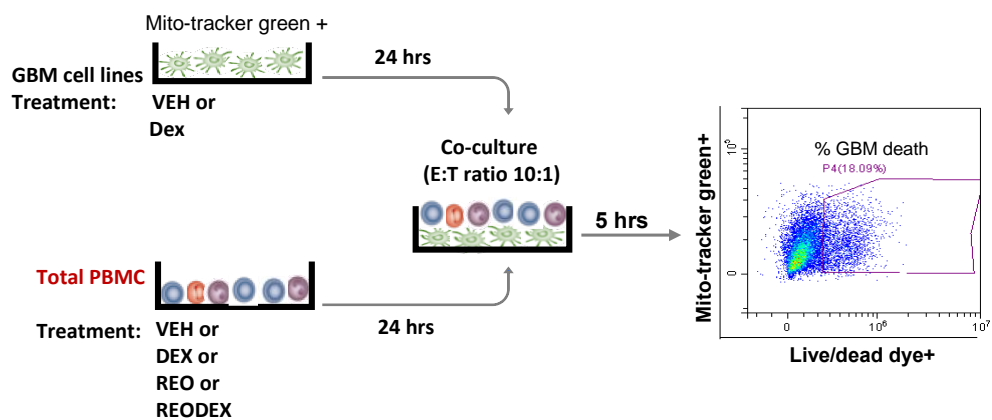 Mito-tracker green +
GBM cell lines
Treatment:
VEH or
Dex
24 hrs
Co-culture
(E:T ratio 10:1)
5 hrs
Total PBMC
Treatment:
VEH or
DEX or
REO or
REODEX
24 hrs
% GBM death
P4(18.09%)
Mito-tracker green+
10⁵
0
0
10⁶
10⁷
Live/dead dye+